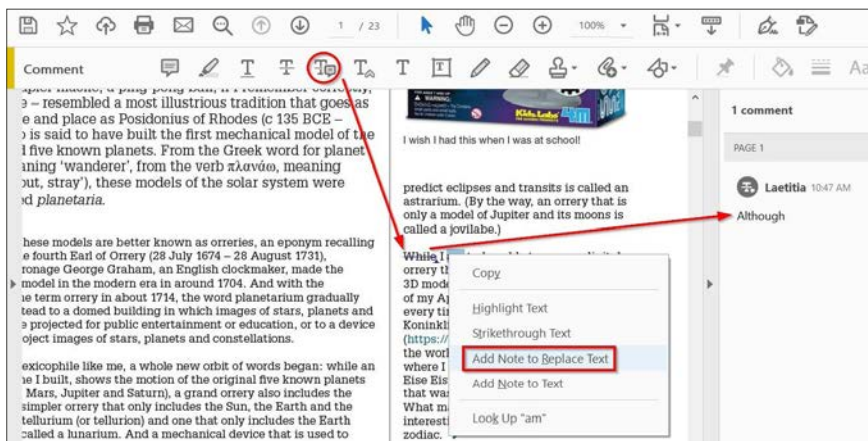 1 / 23
100%
Comment
e – resembled a most illustrious tradition that goes as
e and place as Posidonius of Rhodes (c 135 BCE –
o is said to have built the first mechanical model of the
five known planets. From the Greek word for planet
aning ‘wanderer’, from the verb πλανάω, meaning
out, stray’), these models of the solar system were
ed planetaria.
hese models are better known as orreries, an eponym recalling
e fourth Earl of Orrery (28 July 1674 – 28 August 1731),
ronage George Graham, an English clockmaker, made the
model in the modern era in around 1704. And with the
ne term orrery in about 1714, the word planetarium gradually
tead to a domed building in which images of stars, planets and
e projected for public entertainment or education, or to a device
oject images of stars, planets and constellations.
exicophile like me, a whole new orbit of words began: while an
ne I built, shows the motion of the original five known planets
Mars, Jupiter and Saturn), a grand orrery also includes the
simpler orrery that only includes the Sun, the Earth and the
tellurium (or tellurion) and one that only includes the Earth
called a lunarium. And a mechanical device that is used to
WARNING:
Kidz Labs
4M
I wish I had this when I was at school!
predict eclipses and transits is called an
astrarium. (By the way, an orrery that is
only a model of Jupiter and its moons is
called a jovilabe.)
While I
orrery th
3D mode
of my Ap
every tim
Koninkli
(https://
the work
where I
Eise Eis
that was
What m
interesti
zodiac.
Copy
Highlight Text
Strikethrough Text
Add Note to Replace Text
Add Note to Text
Look Up "am"
1 comment
PAGE 1
Laetitia 10:47 AM
Although